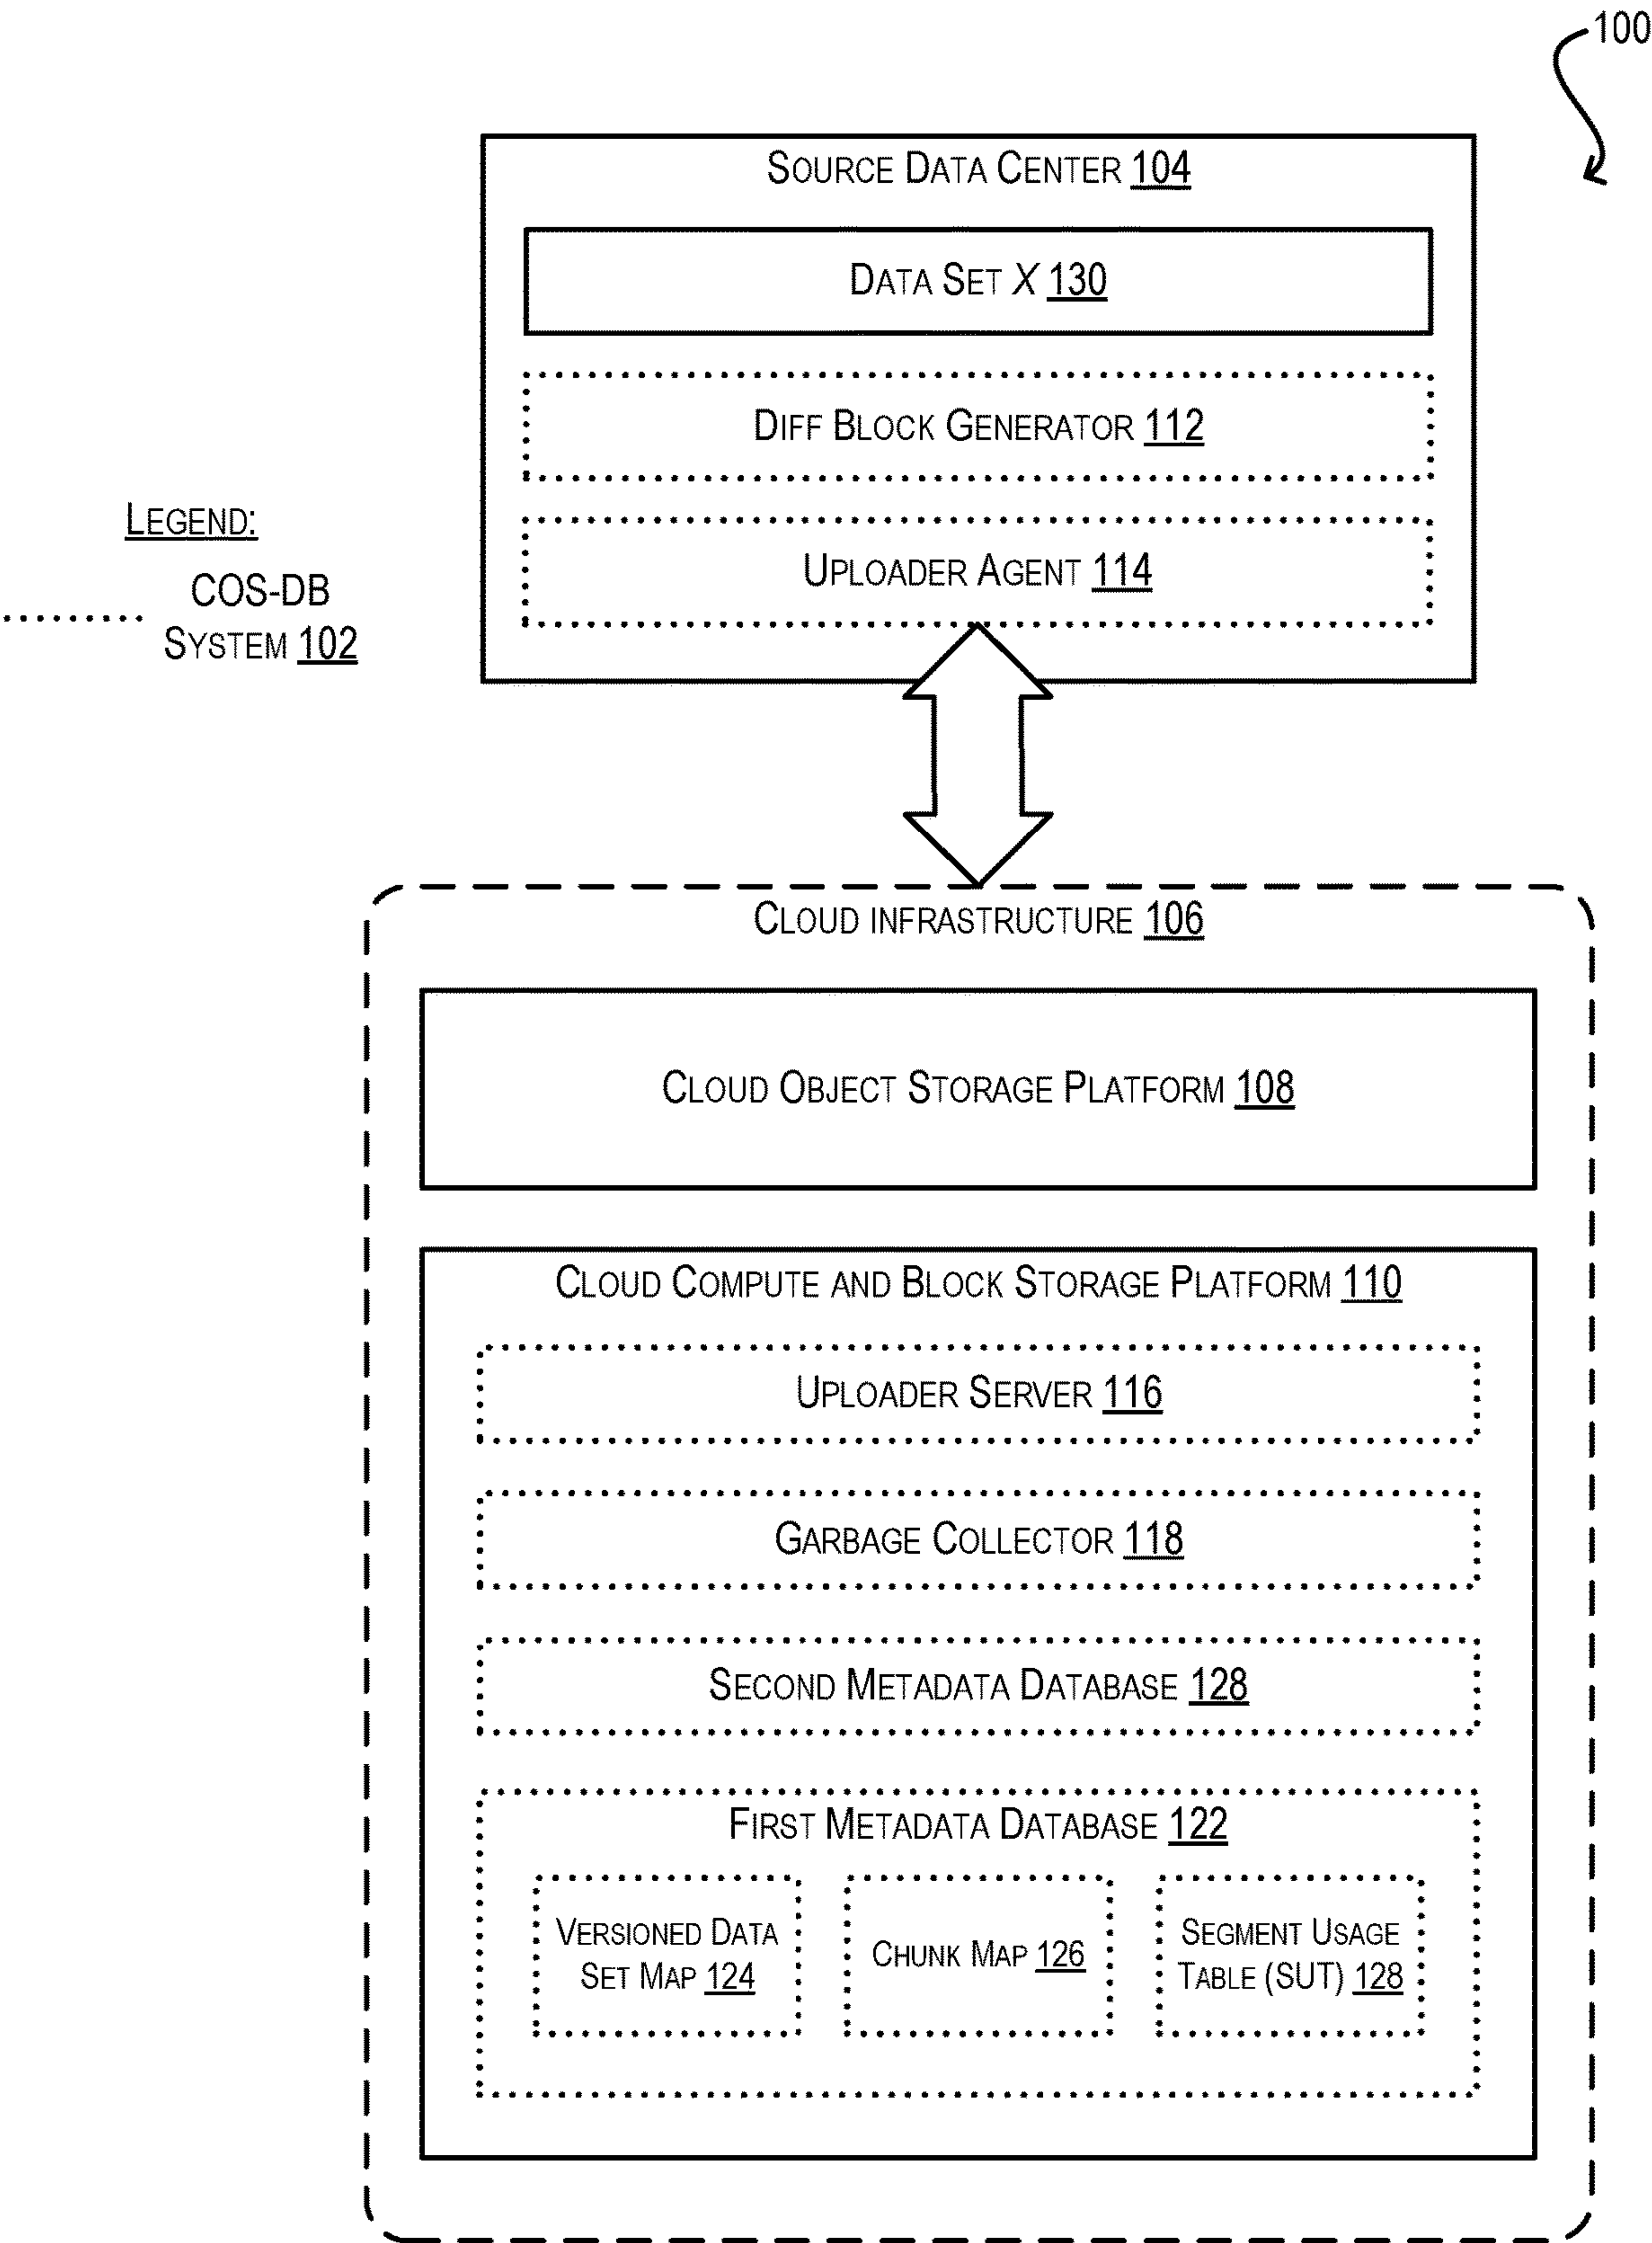 100
SOURCE DATA CENTER 104
DATA SET X 130
DIFF BLOCK GENERATOR 112
UPLOADER AGENT 114
LEGEND:
COS-DB
SYSTEM 102
CLOUD INFRASTRUCTURE 106
CLOUD OBJECT STORAGE PLATFORM 108
CLOUD COMPUTE AND BLOCK STORAGE PLATFORM 110
UPLOADER SERVER 116
GARBAGE COLLECTOR 118
SECOND METADATA DATABASE 128
FIRST METADATA DATABASE 122
VERSIONED DATA
SET MAP 124
CHUNK MAP 126
SEGMENT USAGE
TABLE (SUT) 128